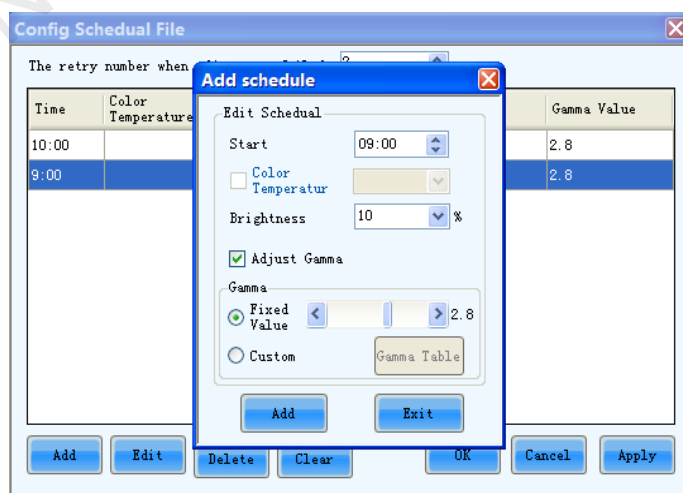 Config Schedual File
The retry number when
Time
Color
Temperature
Gamma Value
10:00
2.8
9:00
2.8
Add schedule
Edit Schedual
Start
09:00
Color
Temperatur
Brightness
10
%
Adjust Gamma
Gamma
Fixed
Value
2.8
Custom
Gamma Table
Add
Exit
Add
Edit
Delete
Clear
OK
Cancel
Apply